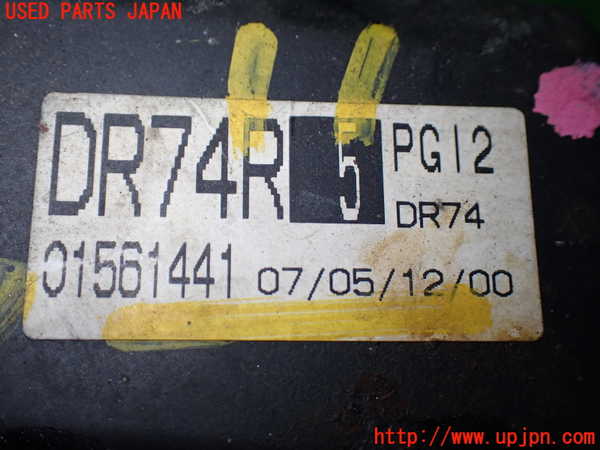 USED PARTS JAPAN
DR74R 5 PG12
DR74
01561441 07/05/12/00
http://www.upjpn.com/